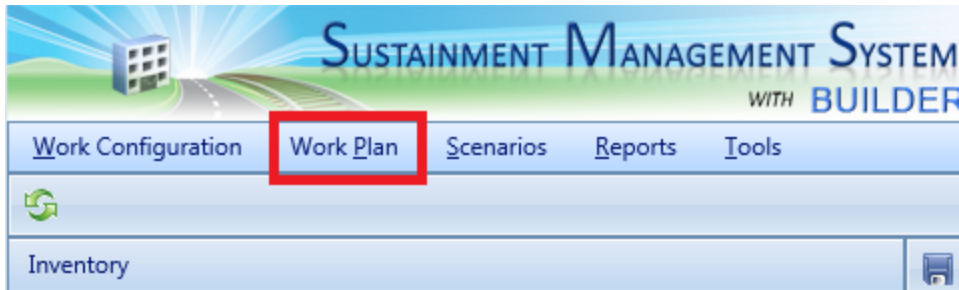 SUSTAINMENT MANAGEMENT SYSTEM
WITH BUILDER
Work Configuration Work Plan Scenarios Reports Tools
Inventory